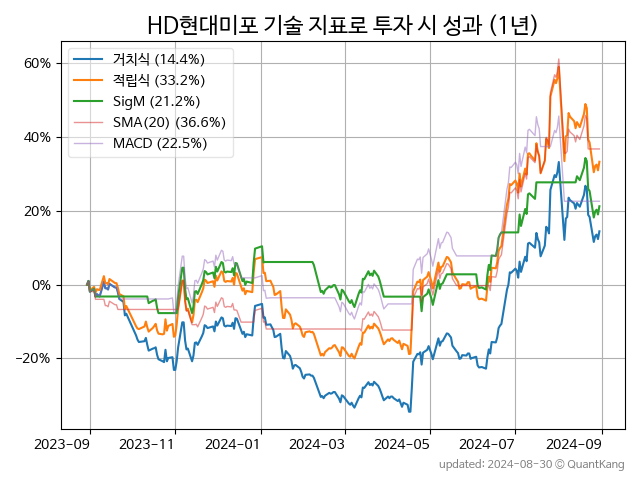 HD현대미포 기술 지표로 투자 시 성과 (1년)
거치식 (14.4%)
적립식 (33.2%)
SigM (21.2%)
SMA(20) (36.6%)
MACD (22.5%)
60%
40%
20%
0%
−20%
2023-09 2023-11 2024-01 2024-03 2024-05 2024-07 2024-09
updated: 2024-08-30 © QuantKang